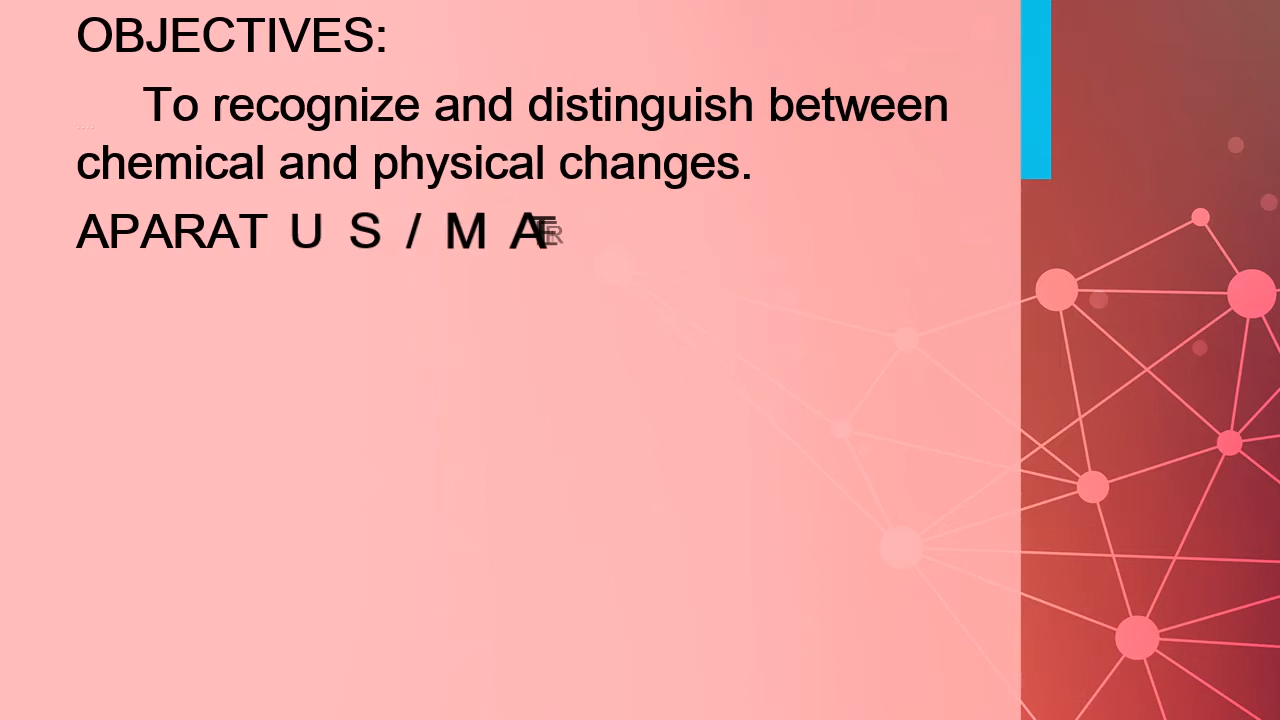 OBJECTIVES:
To recognize and distinguish between
chemical and physical changes.
APARAT U S / M A